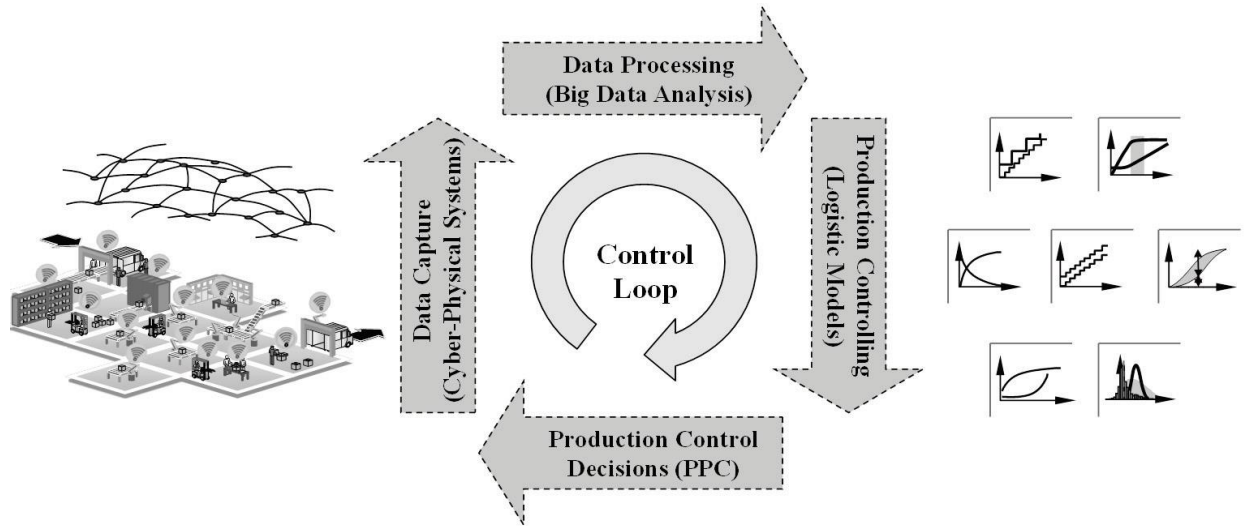 Data Processing
(Big Data Analysis)
Production Controlling
(Logistic Models)
Control
Loop
Data Capture
(Cyber-Physical Systems)
Production Control
Decisions (PPC)